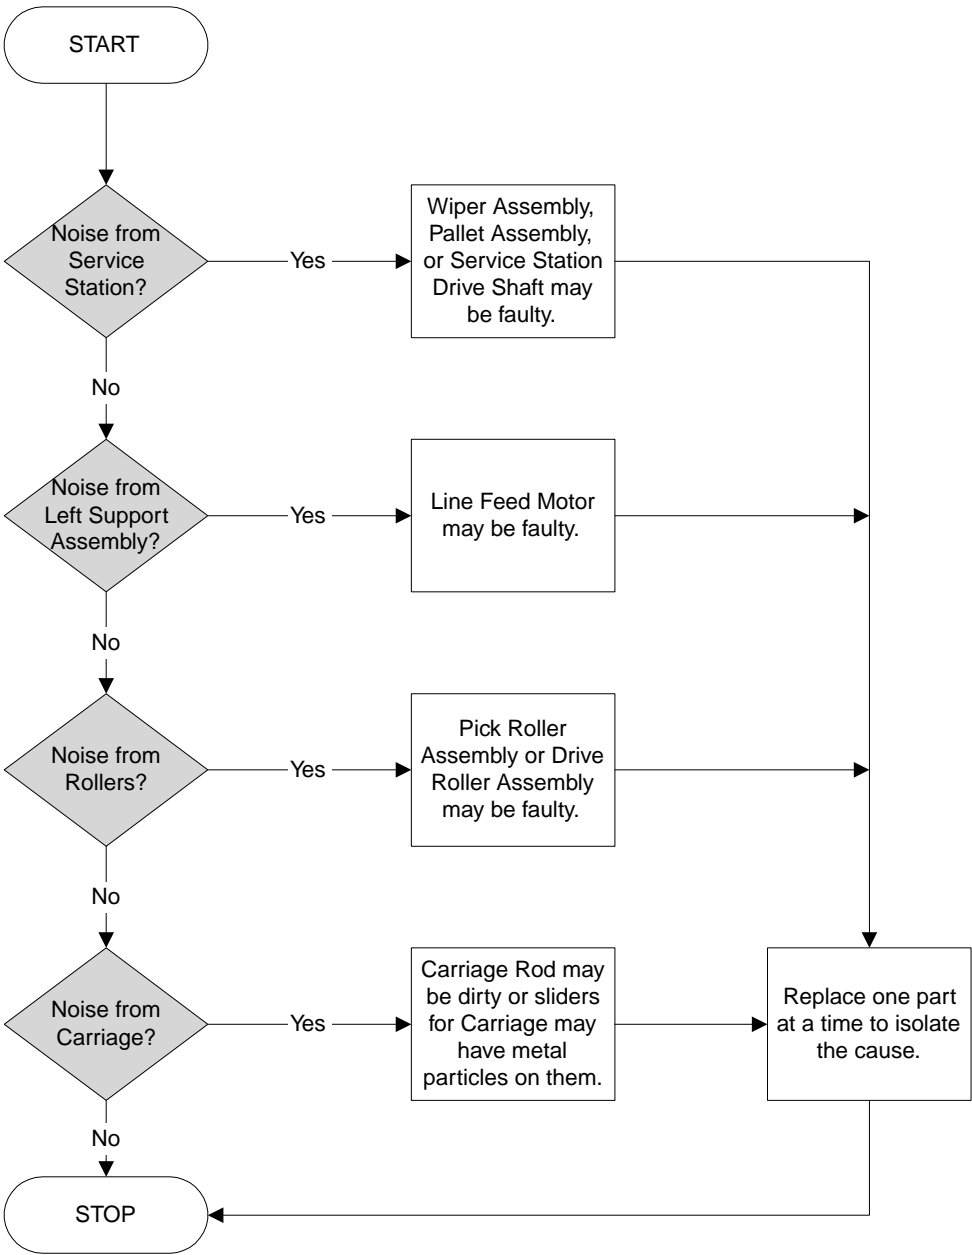 START
Noise from
Service
Station?
Yes
Wiper Assembly,
Pallet Assembly,
or Service Station
Drive Shaft may
be faulty.
No
Noise from
Left Support
Assembly?
Yes
Line Feed Motor
may be faulty.
No
Noise from
Rollers?
Yes
Pick Roller
Assembly or Drive
Roller Assembly
may be faulty.
No
Noise from
Carriage?
Yes
Carriage Rod may
be dirty or sliders
for Carriage may
have metal
particles on them.
Replace one part
at a time to isolate
the cause.
No
STOP